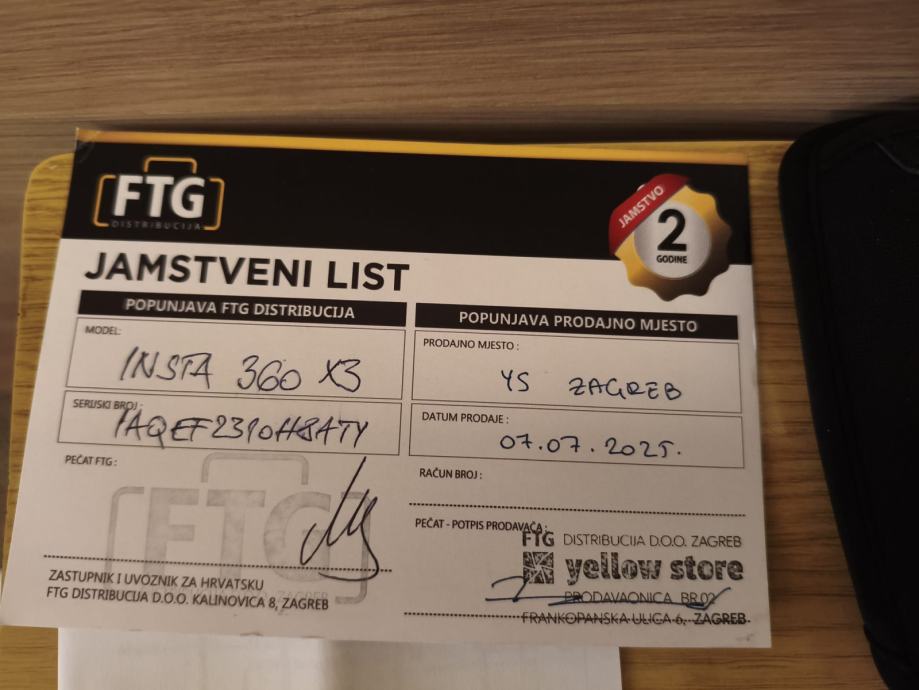 FTG
DISTRIBUCIJA
JAMSTVO
2
GODINE
JAMSTVENI LIST
POPUNJAVA FTG DISTRIBUCIJA
MODEL:
INSTA 360 X3
SERIJSKI BROJ:
IAQEF2310H8ATY
PEČAT FTG:
FTG
ZASTUPNIK I UVOZNIK ZA HRVATSKU
FTG DISTRIBUCIJA D.O.O. KALINOVICA 8, ZAGREB
POPUNJAVA PRODAJNO MJESTO
PRODAJNO MJESTO :
YS ZAGREB
DATUM PRODAJE :
07.07.2025.
RAČUN BROJ :
PEČAT - POTPIS PRODAVAČA :
FTG DISTRIBUCIJA D.O.O. ZAGREB
yellow store
PRODAVAONICA BR.02
FRANKOPANSKA ULICA 6, ZAGREB